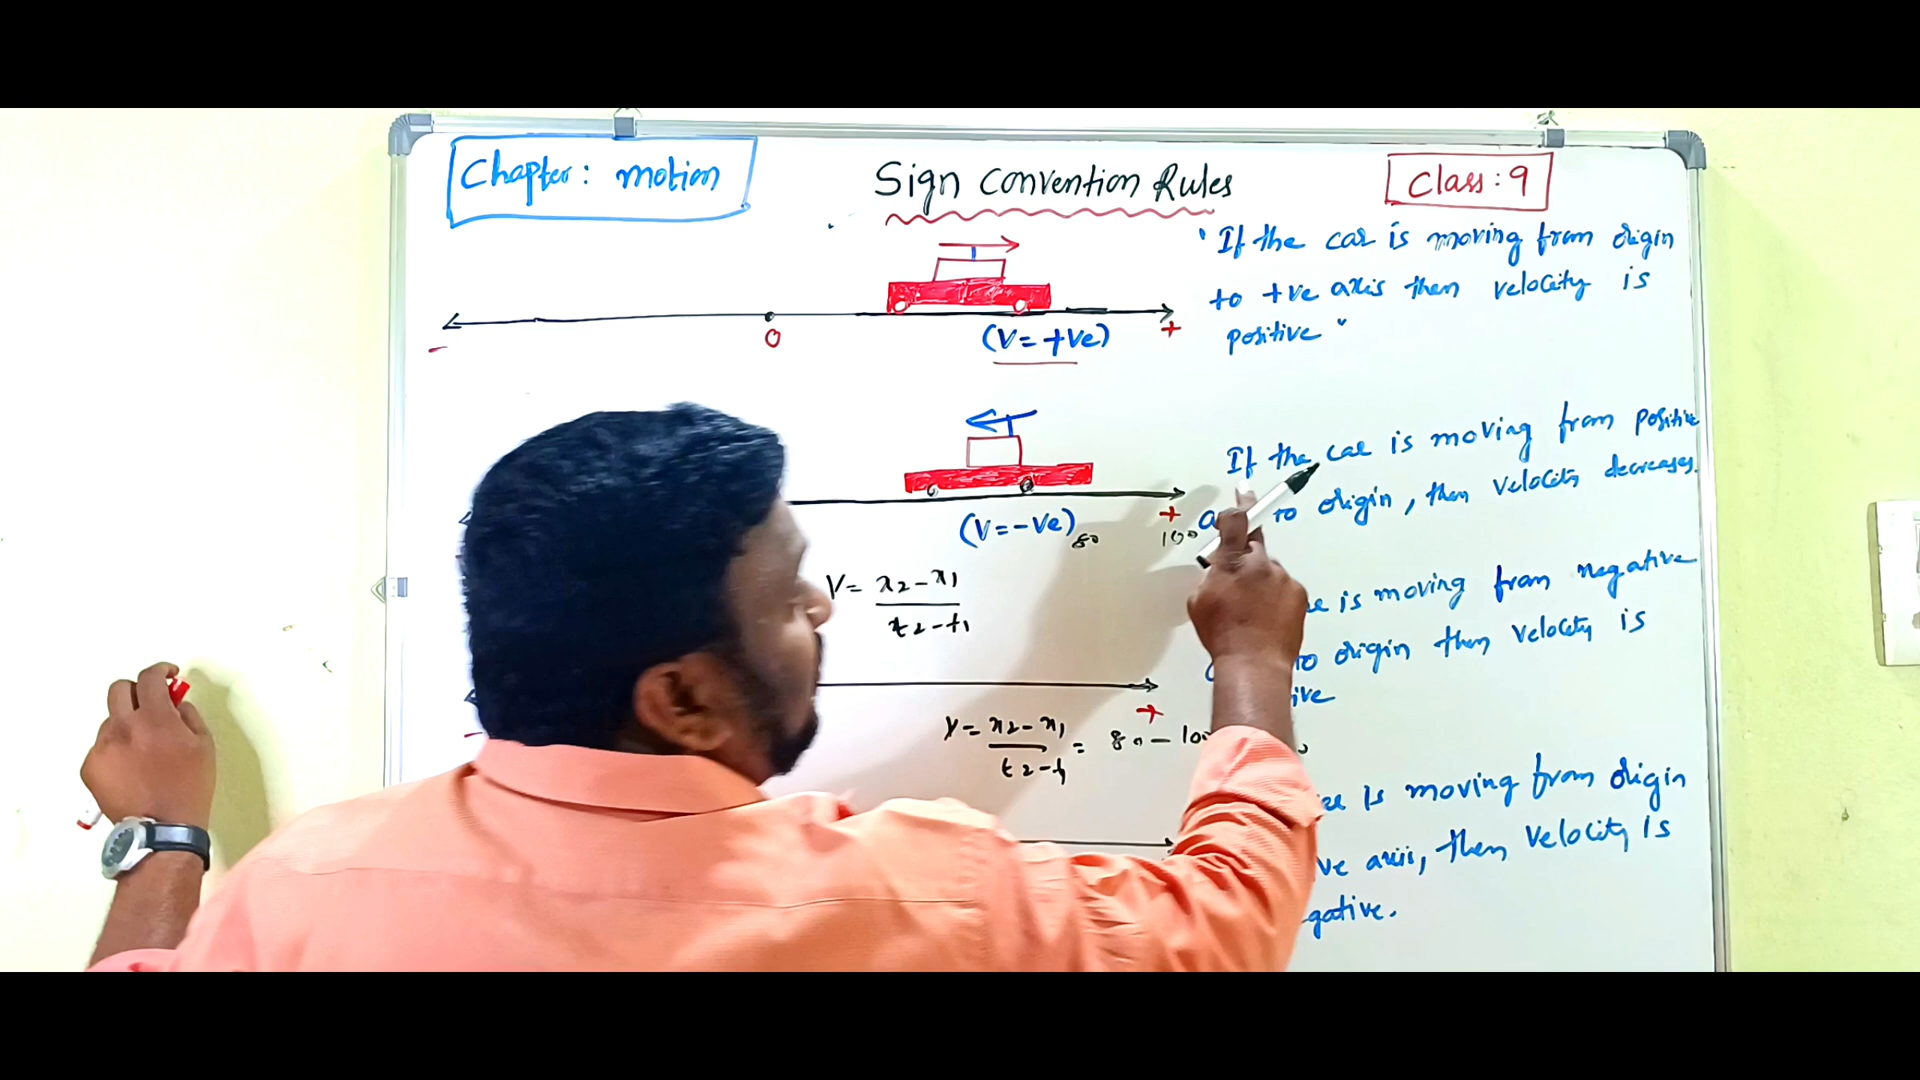 Chapter: motion
Sign Convention Rules
Class: 9
"If the car is moving from origin
to +ve axis then velocity is
positive"
- 0 (V=+ve) +
If the car is moving from positive
to origin, then velocity decreases.
(V=-ve) 80 + 100
V = x2-x1
t2-t1
is moving from negative
to origin then velocity is
+
-
V = x2-x1 = 80-100
t2-t1
is moving from origin
ve axis, then velocity is